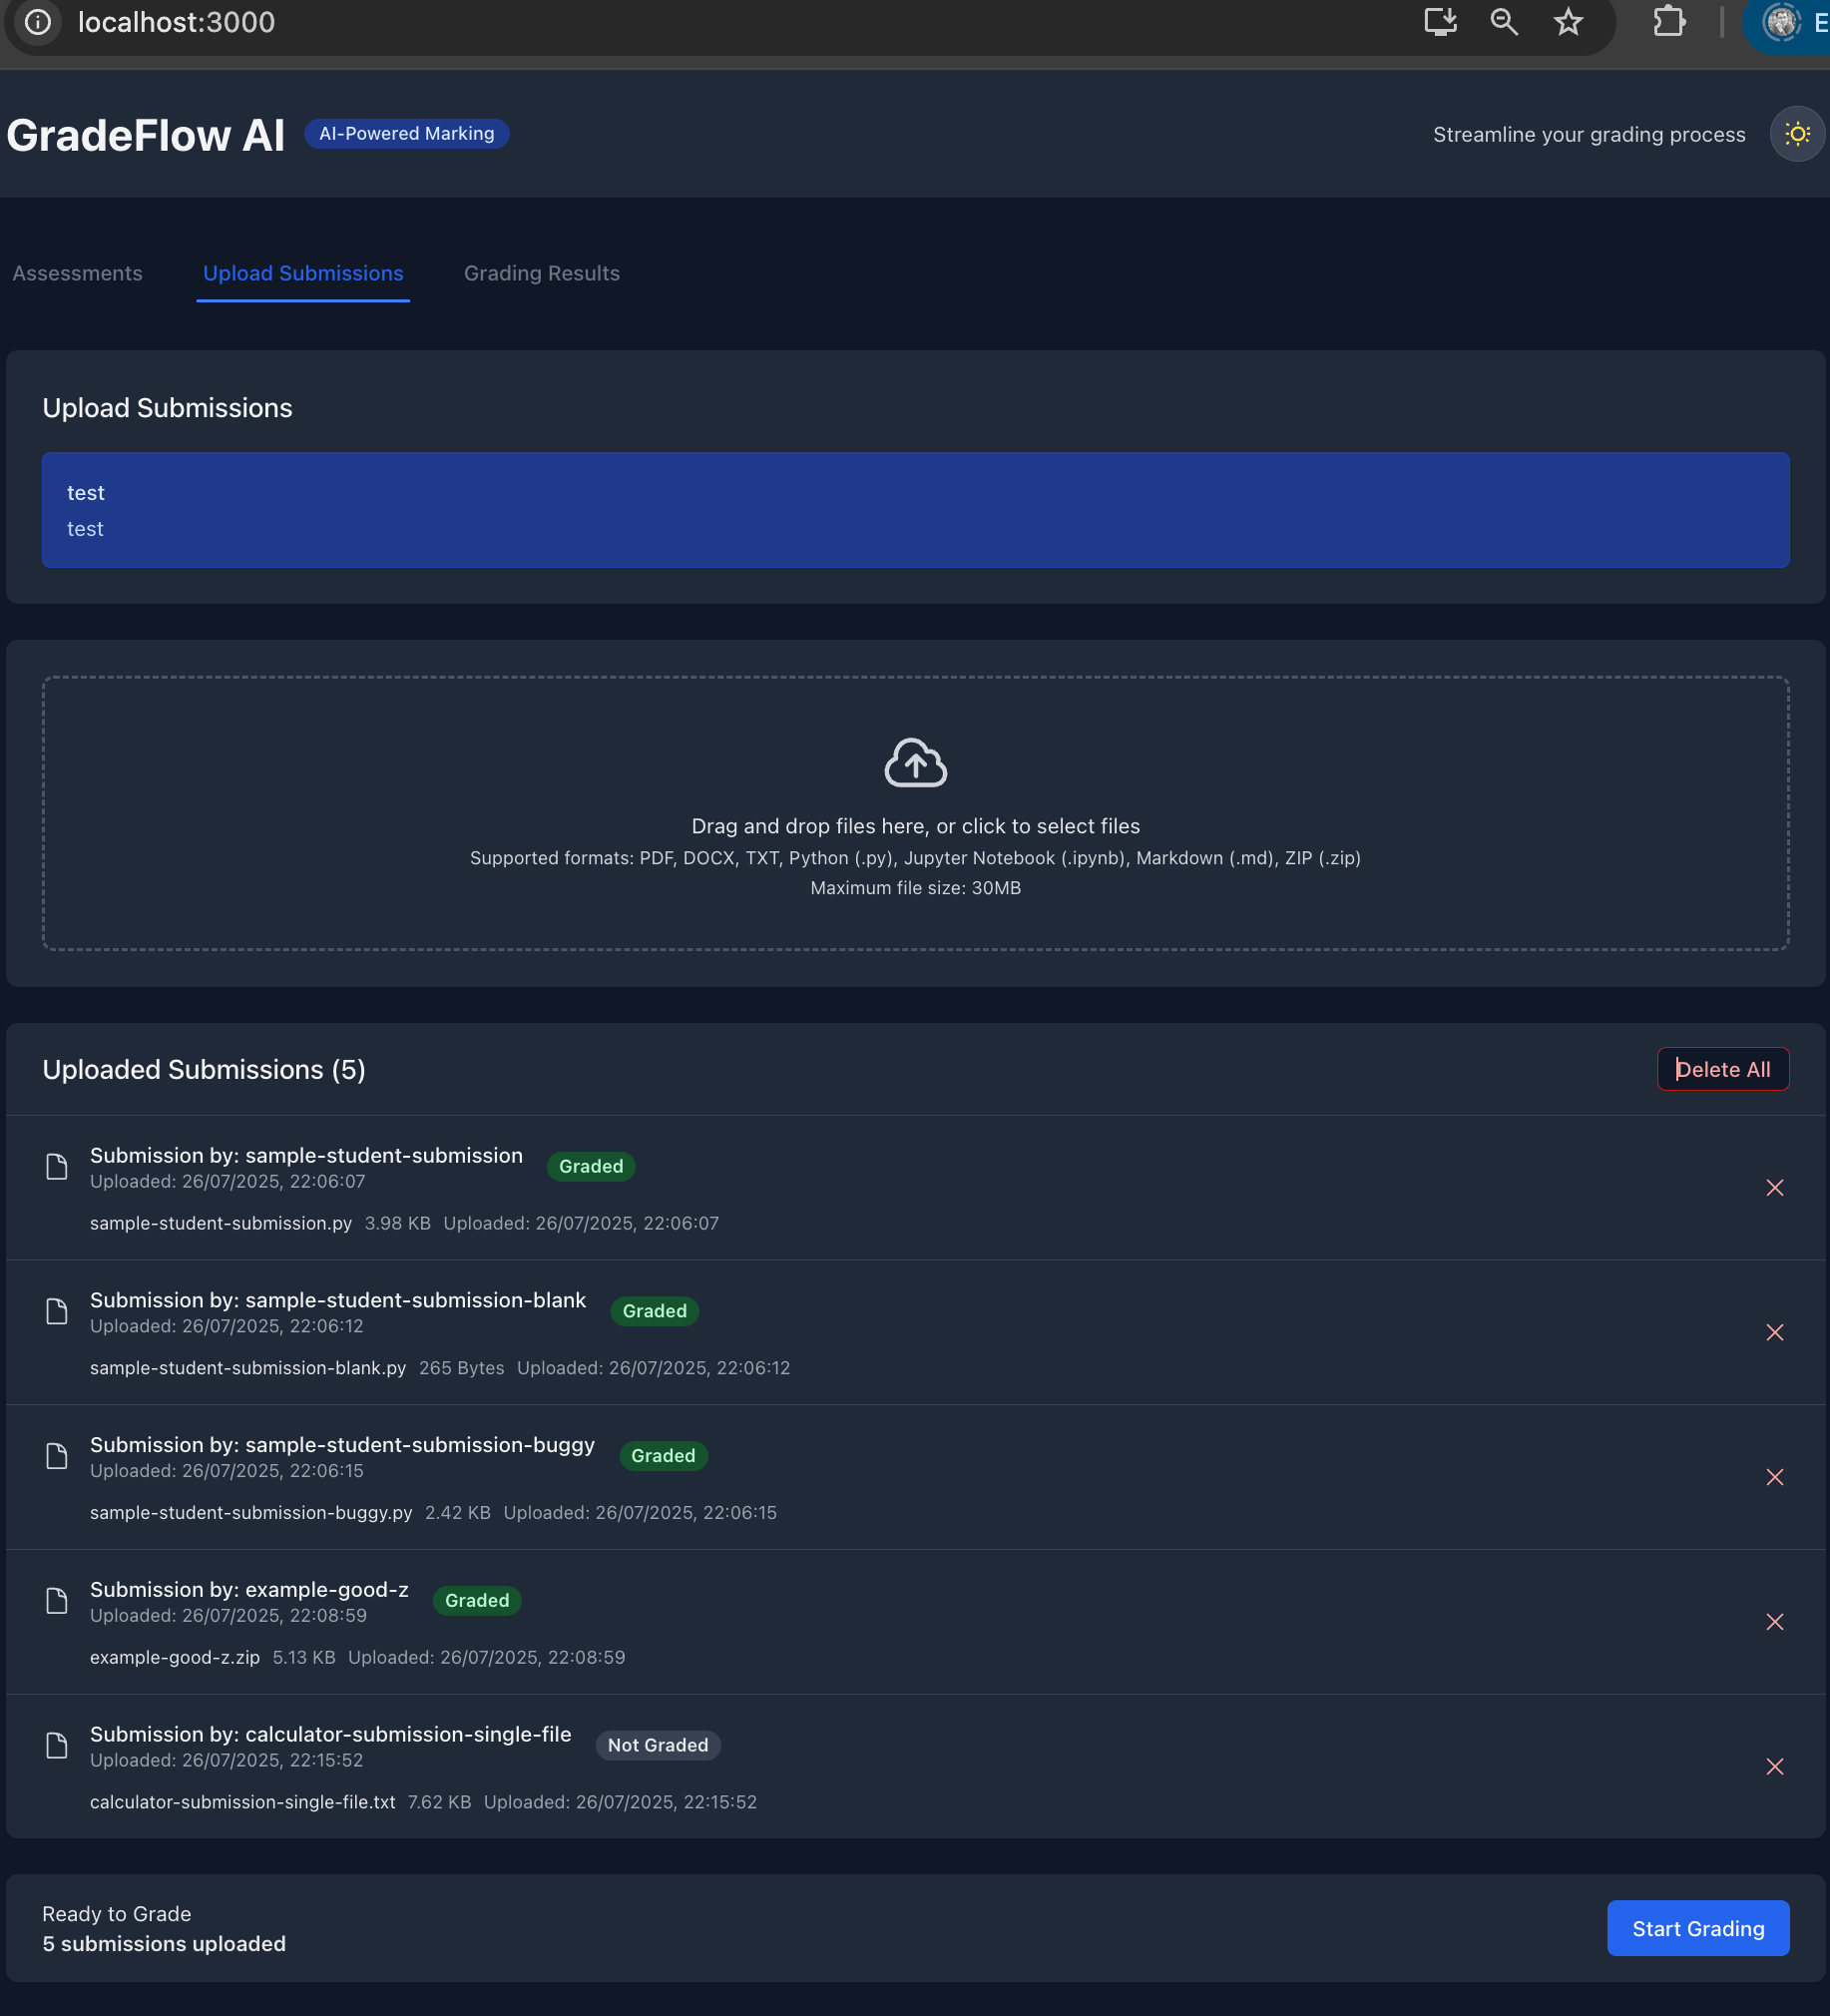 localhost:3000
E
GradeFlow AI
AI-Powered Marking
Streamline your grading process
Assessments
Upload Submissions
Grading Results
Upload Submissions
test
test
Drag and drop files here, or click to select files
Supported formats: PDF, DOCX, TXT, Python (.py), Jupyter Notebook (.ipynb), Markdown (.md), ZIP (.zip)
Maximum file size: 30MB
Uploaded Submissions (5)
Delete All
Submission by: sample-student-submission
Graded
Uploaded: 26/07/2025, 22:06:07
sample-student-submission.py 3.98 KB Uploaded: 26/07/2025, 22:06:07
Submission by: sample-student-submission-blank
Graded
Uploaded: 26/07/2025, 22:06:12
sample-student-submission-blank.py 265 Bytes Uploaded: 26/07/2025, 22:06:12
Submission by: sample-student-submission-buggy
Graded
Uploaded: 26/07/2025, 22:06:15
sample-student-submission-buggy.py 2.42 KB Uploaded: 26/07/2025, 22:06:15
Submission by: example-good-z
Graded
Uploaded: 26/07/2025, 22:08:59
example-good-z.zip 5.13 KB Uploaded: 26/07/2025, 22:08:59
Submission by: calculator-submission-single-file
Not Graded
Uploaded: 26/07/2025, 22:15:52
calculator-submission-single-file.txt 7.62 KB Uploaded: 26/07/2025, 22:15:52
Ready to Grade
5 submissions uploaded
Start Grading